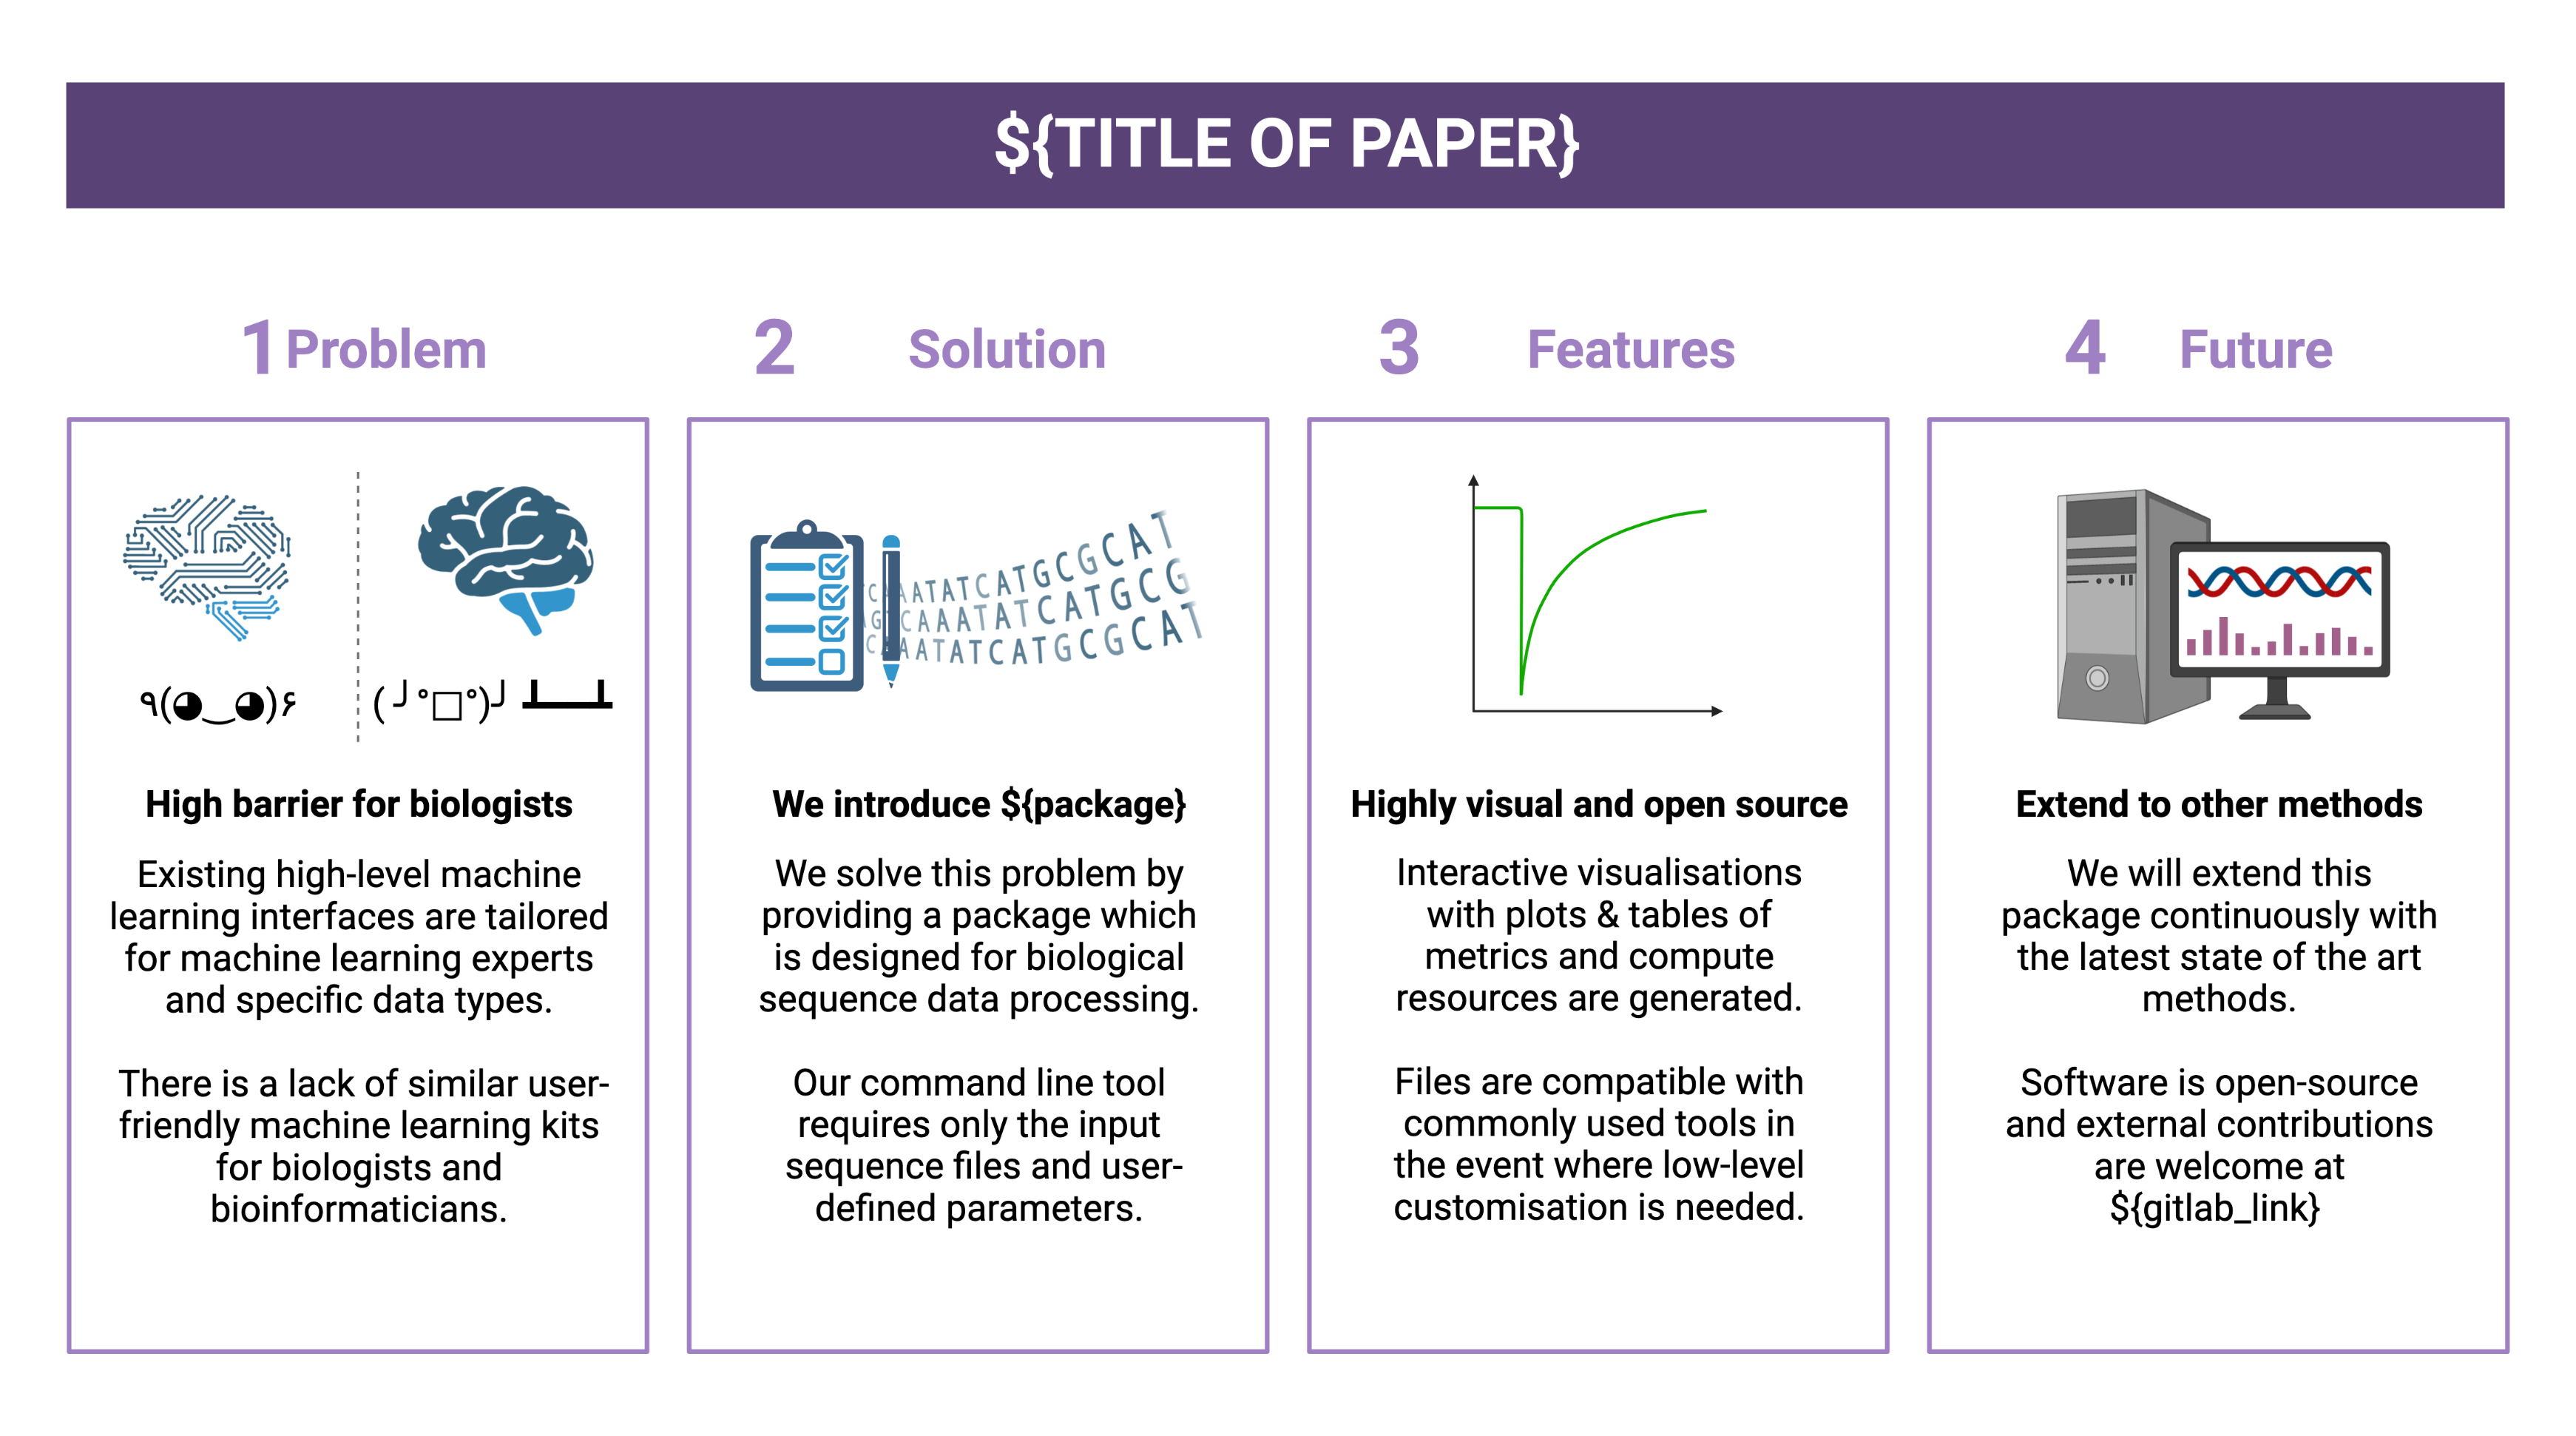 ${TITLE OF PAPER}
1 Problem
2 Solution
3 Features
4 Future
٩(◕‿◕)۶
(╯°□°)╯ ┻━┻
CAAATATCATGCGCAT
AG CAAATATCATGCG
CAAATATCATGCGCAT
High barrier for biologists
Existing high-level machine
learning interfaces are tailored
for machine learning experts
and specific data types.
There is a lack of similar user-
friendly machine learning kits
for biologists and
bioinformaticians.
We introduce ${package}
We solve this problem by
providing a package which
is designed for biological
sequence data processing.
Our command line tool
requires only the input
sequence files and user-
defined parameters.
Highly visual and open source
Interactive visualisations
with plots & tables of
metrics and compute
resources are generated.
Files are compatible with
commonly used tools in
the event where low-level
customisation is needed.
Extend to other methods
We will extend this
package continuously with
the latest state of the art
methods.
Software is open-source
and external contributions
are welcome at
${gitlab_link}